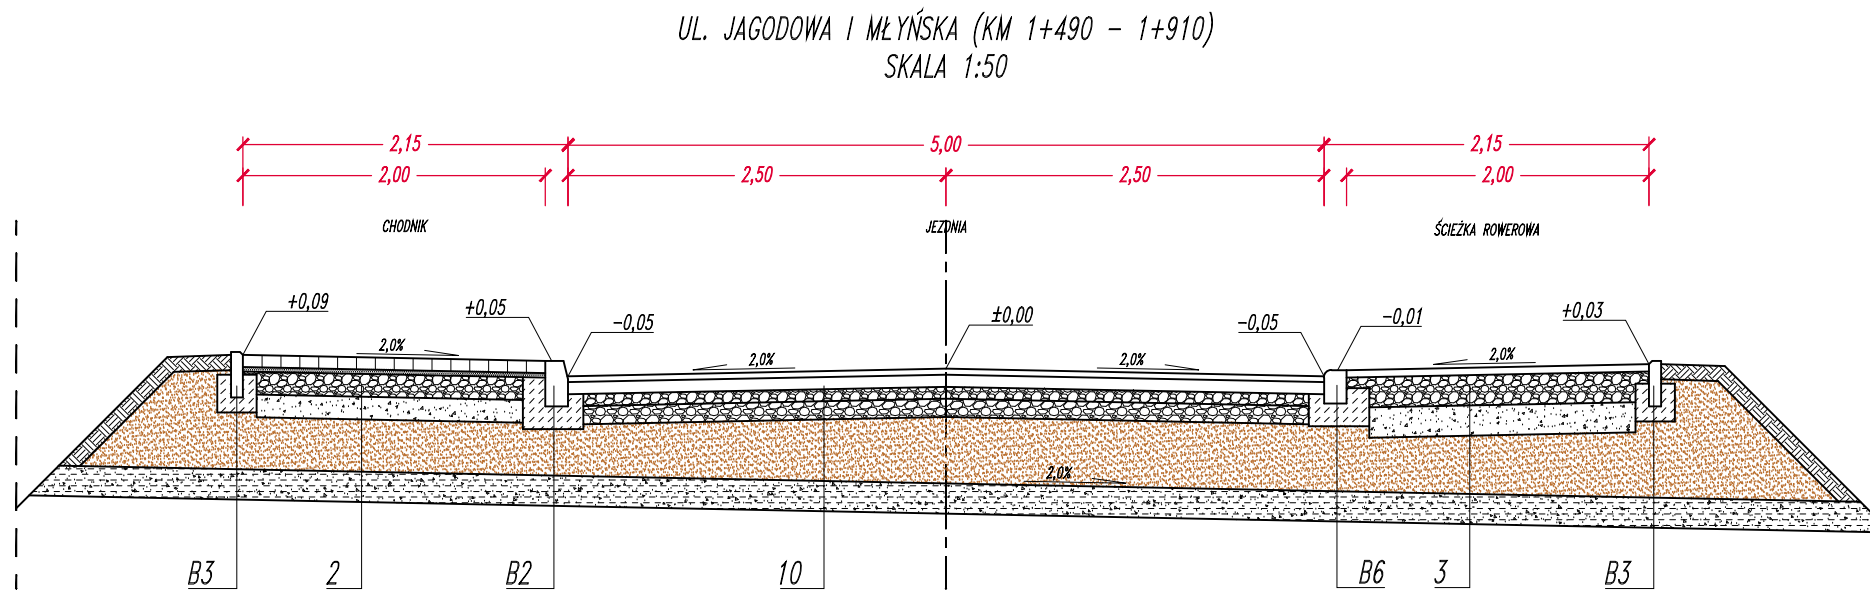 UL. JAGODOWA I MŁYŃSKA (KM 1+490 - 1+910)
SKALA 1:50
2,15 5,00 2,15
2,00 2,50 2,50 2,00
CHODNIK JEZDNIA ŚCIEŻKA ROWEROWA
+0,09 +0,05 -0,05 ±0,00 -0,05 -0,01 +0,03
2,0% 2,0% 2,0% 2,0%
2,0%
B3 2 B2 10 B6 3 B3